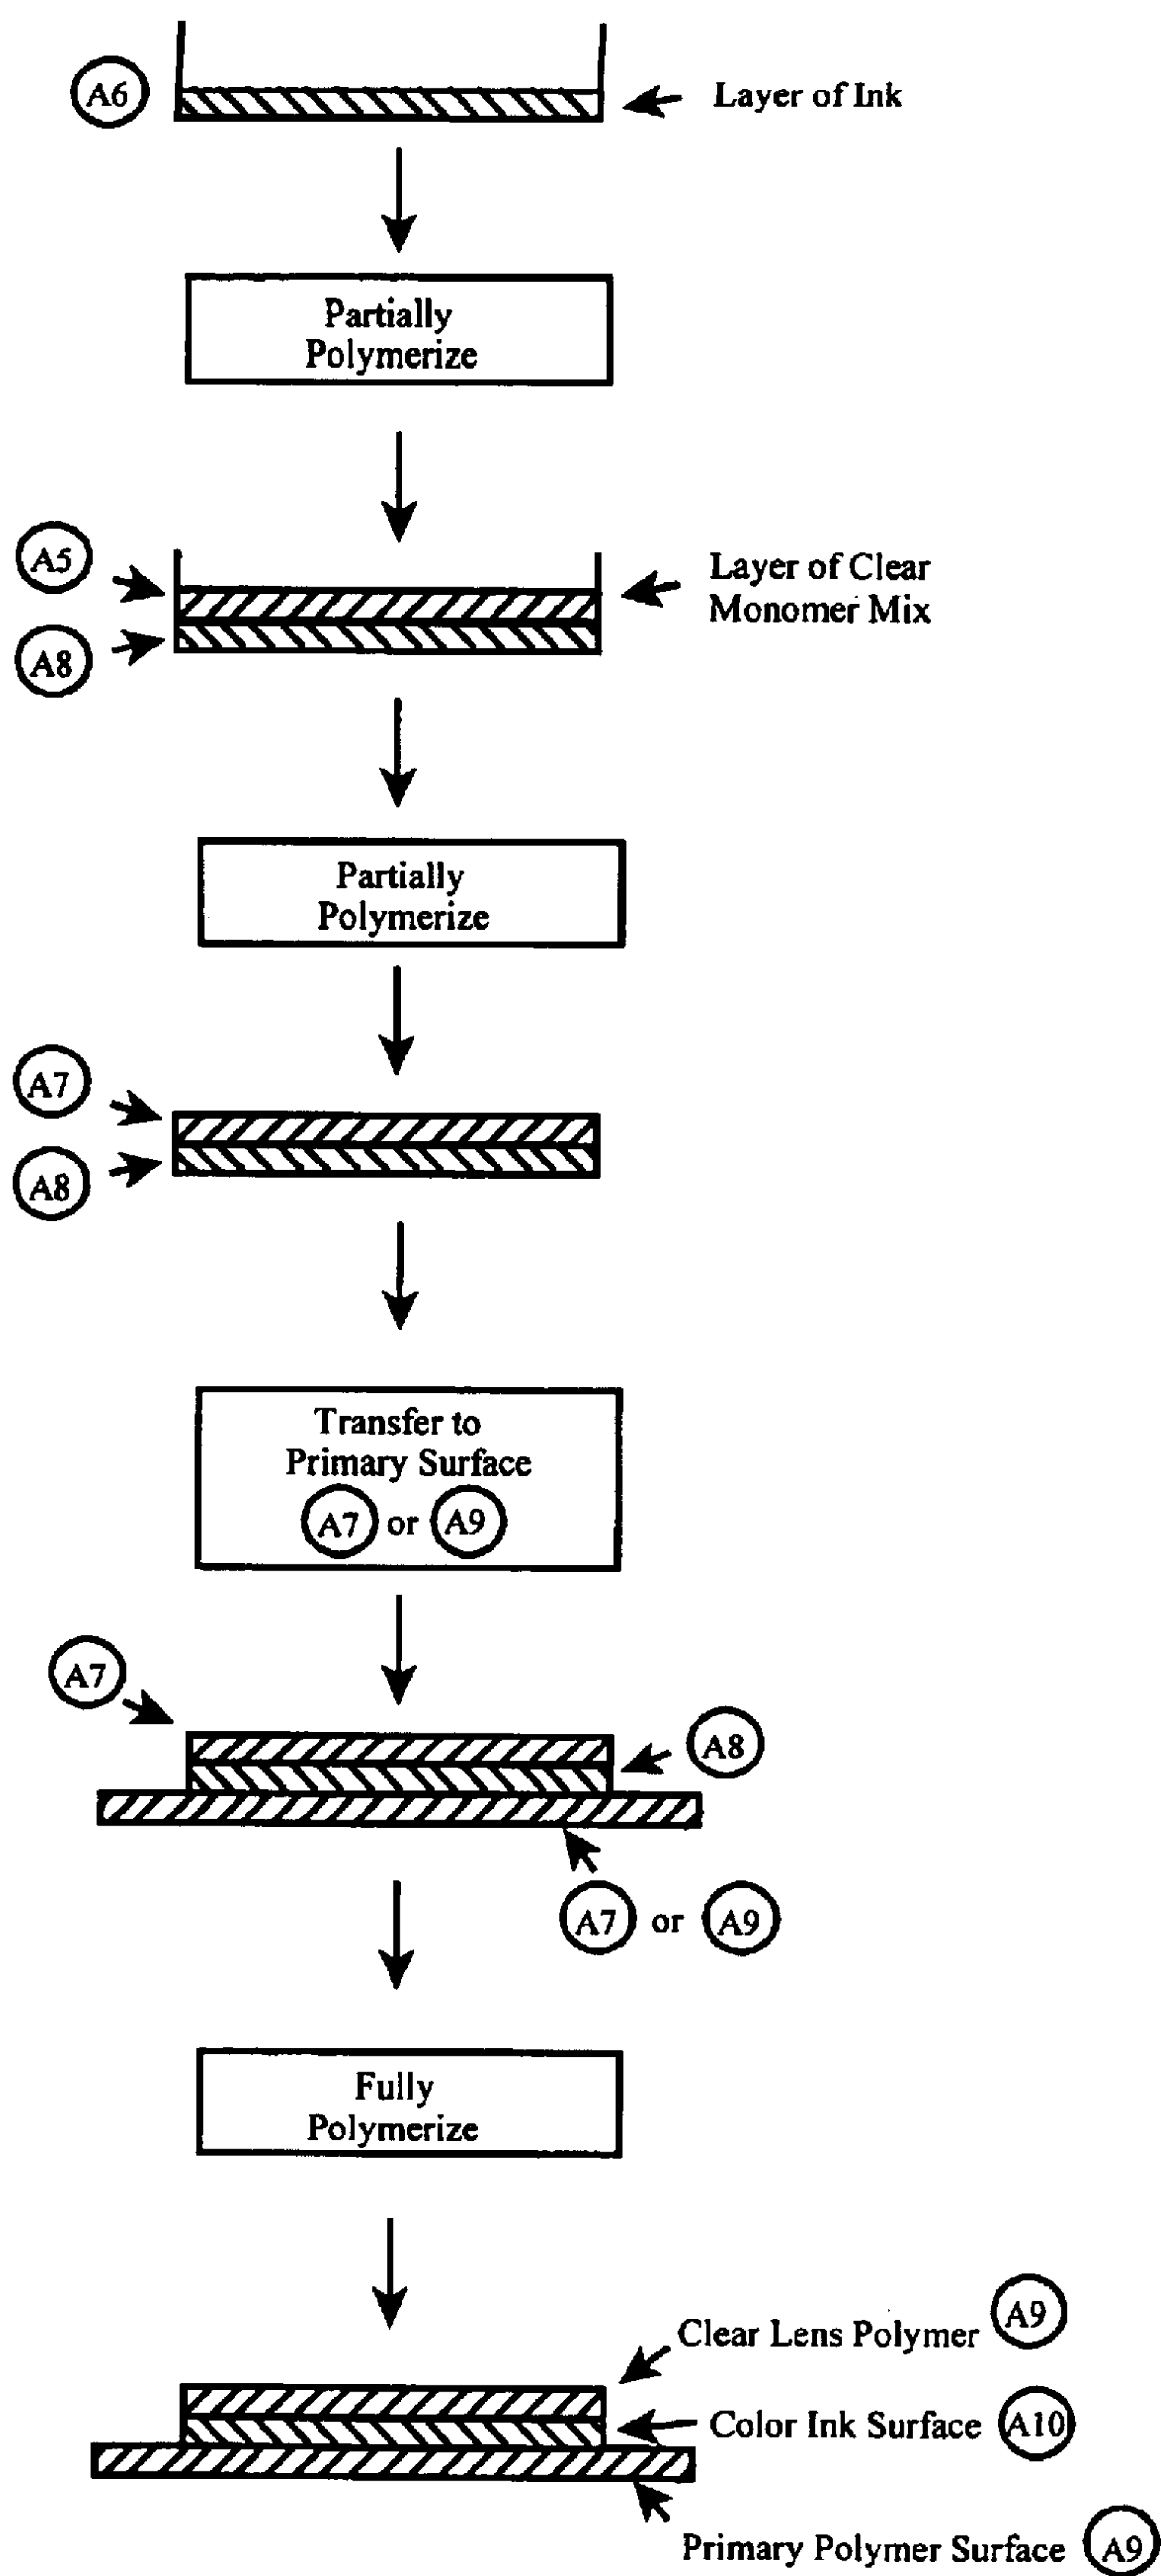 A6
Layer of Ink
Partially
Polymerize
A5
Layer of Clear
Monomer Mix
A8
Partially
Polymerize
A7
A8
Transfer to
Primary Surface
A7 or A9
A7
A8
A7 or A9
Fully
Polymerize
Clear Lens Polymer A9
Color Ink Surface A10
Primary Polymer Surface A9